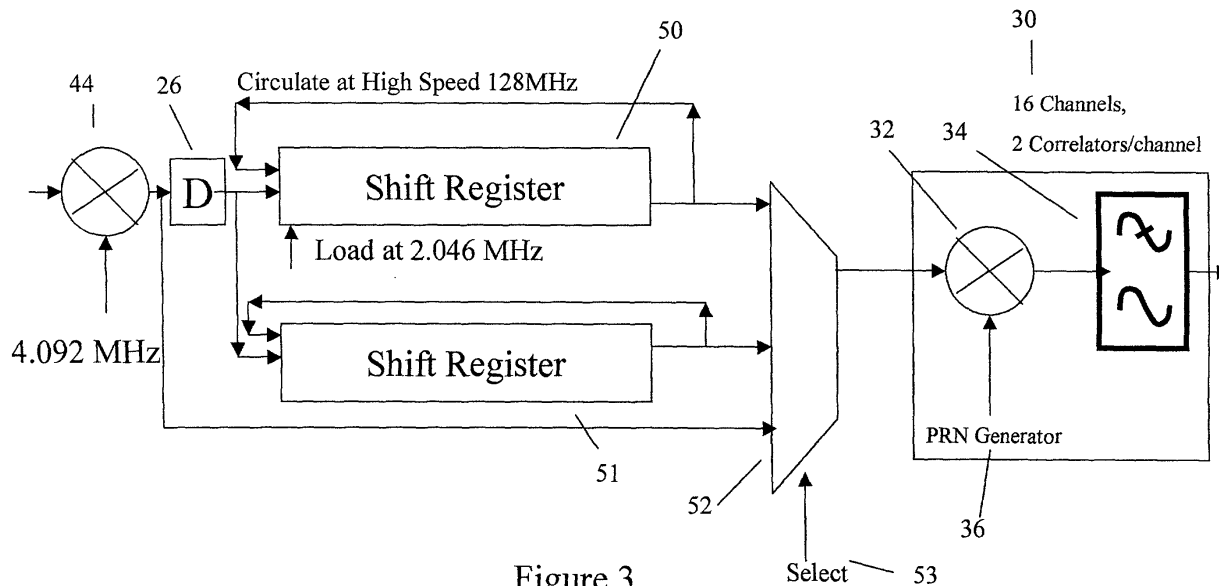 30
50
44
26
Circulate at High Speed 128MHz
16 Channels,
2 Correlators/channel
32
34
D
Shift Register
Load at 2.046 MHz
4.092 MHz
Shift Register
PRN Generator
51
52
36
Select
53
Figure 3